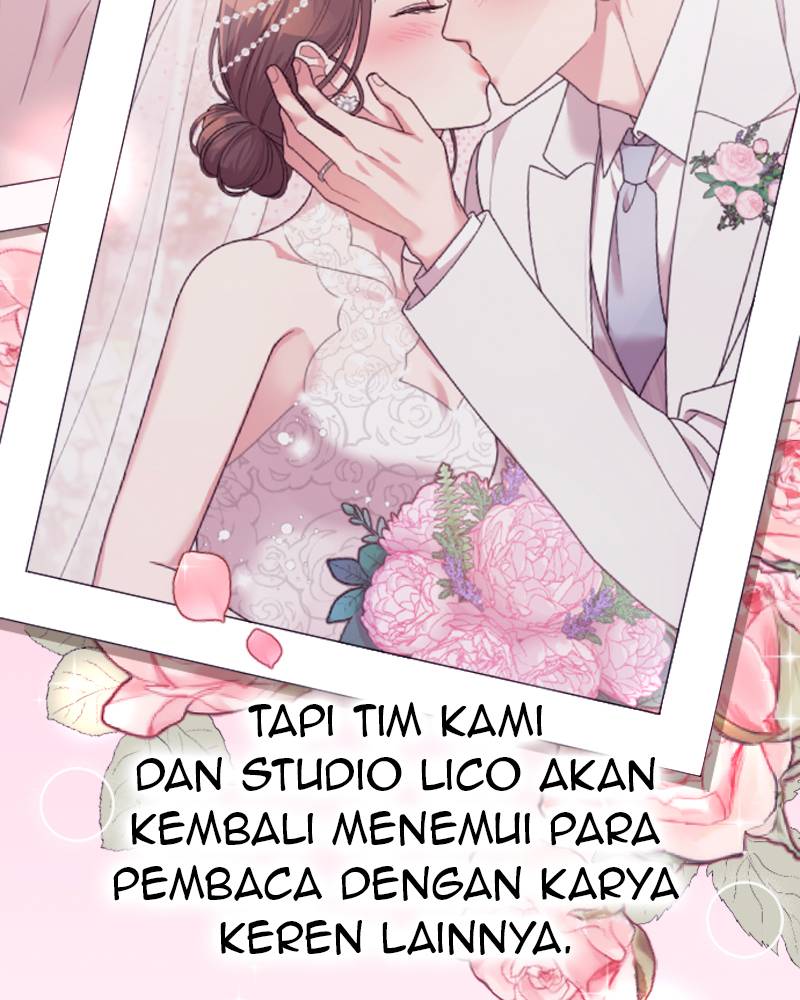 TAPI TIM KAMI
DAN STUDIO LICO AKAN
KEMBALI MENEMUI PARA
PEMBACA DENGAN KARYA
KEREN LAINNYA.